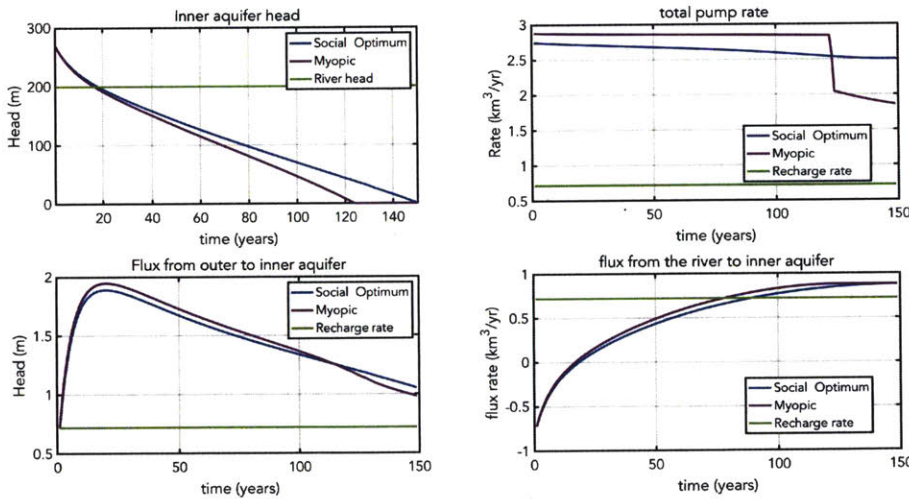 Inner aquifer head
300
200
100
0
Head (m)
20
40
60
80
100
120
140
time (years)
Social Optimum
Myopic
River head
total pump rate
3
2.5
2
1.5
1
0.5
Rate (km³/yr)
0
50
100
150
time (years)
Social Optimum
Myopic
Recharge rate
Flux from outer to inner aquifer
2
1.5
1
0.5
Head (m)
0
50
100
150
time (years)
Social Optimum
Myopic
Recharge rate
flux from the river to inner aquifer
1
0.5
0
-0.5
-1
flux rate (km³/yr)
0
50
100
150
time (years)
Social Optimum
Myopic
Recharge rate